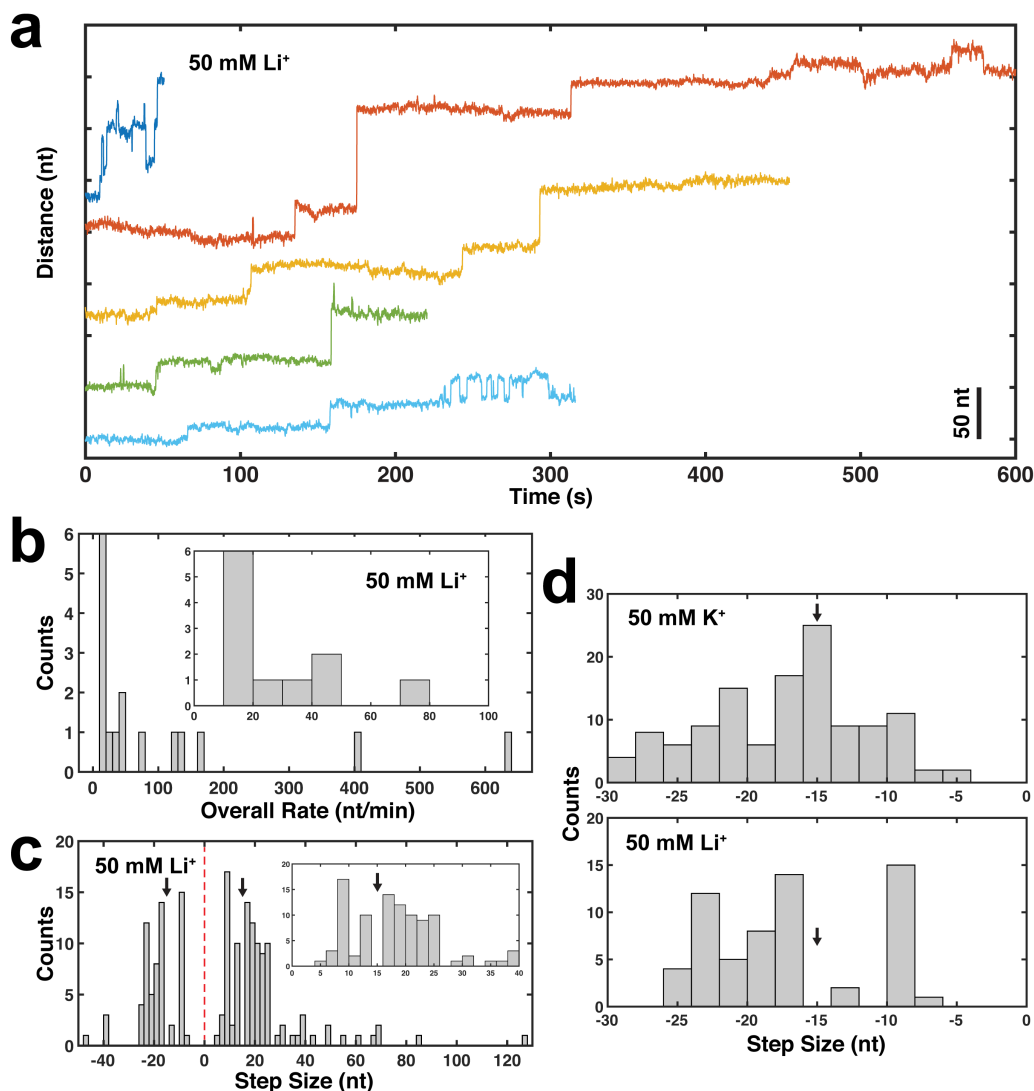 a
50 mM Li⁺
Distance (nt)
50 nt
0 100 200 300 400 500 600
Time (s)
b
6
5
4
3
2
1
0
Counts
50 mM Li⁺
6
5
4
3
2
1
0
0 20 40 60 80 100
0 100 200 300 400 500 600
Overall Rate (nt/min)
c
20
15
10
5
0
Counts
50 mM Li⁺
20
15
10
5
0
0 5 10 15 20 25 30 35 40
-40 -20 0 20 40 60 80 100 120
Step Size (nt)
d
50 mM K⁺
30
20
10
0
-30 -25 -20 -15 -10 -5 0
Counts
50 mM Li⁺
20
15
10
5
0
-30 -25 -20 -15 -10 -5 0
Step Size (nt)